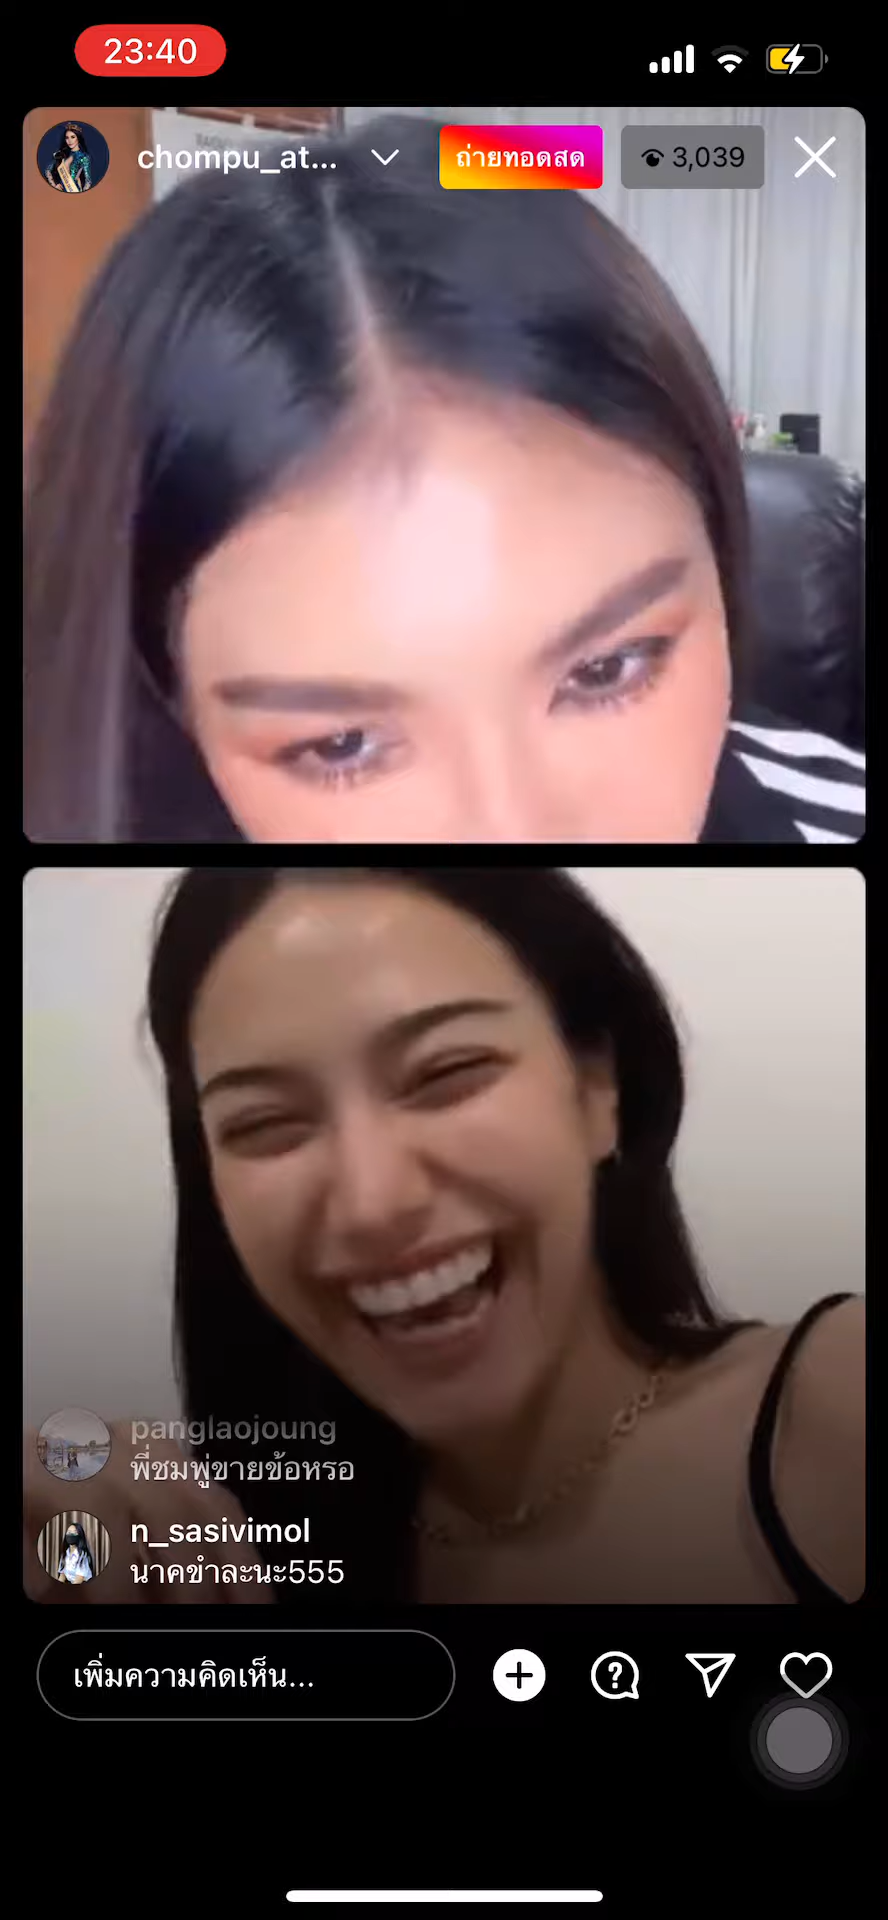 23:40
chompu_at...
ถ่ายทอดสด
3,039
panglaojoung
พี่ชมพู่ขายข้อหรอ
n_sasivimol
นาคขำละนะ555
เพิ่มความคิดเห็น...